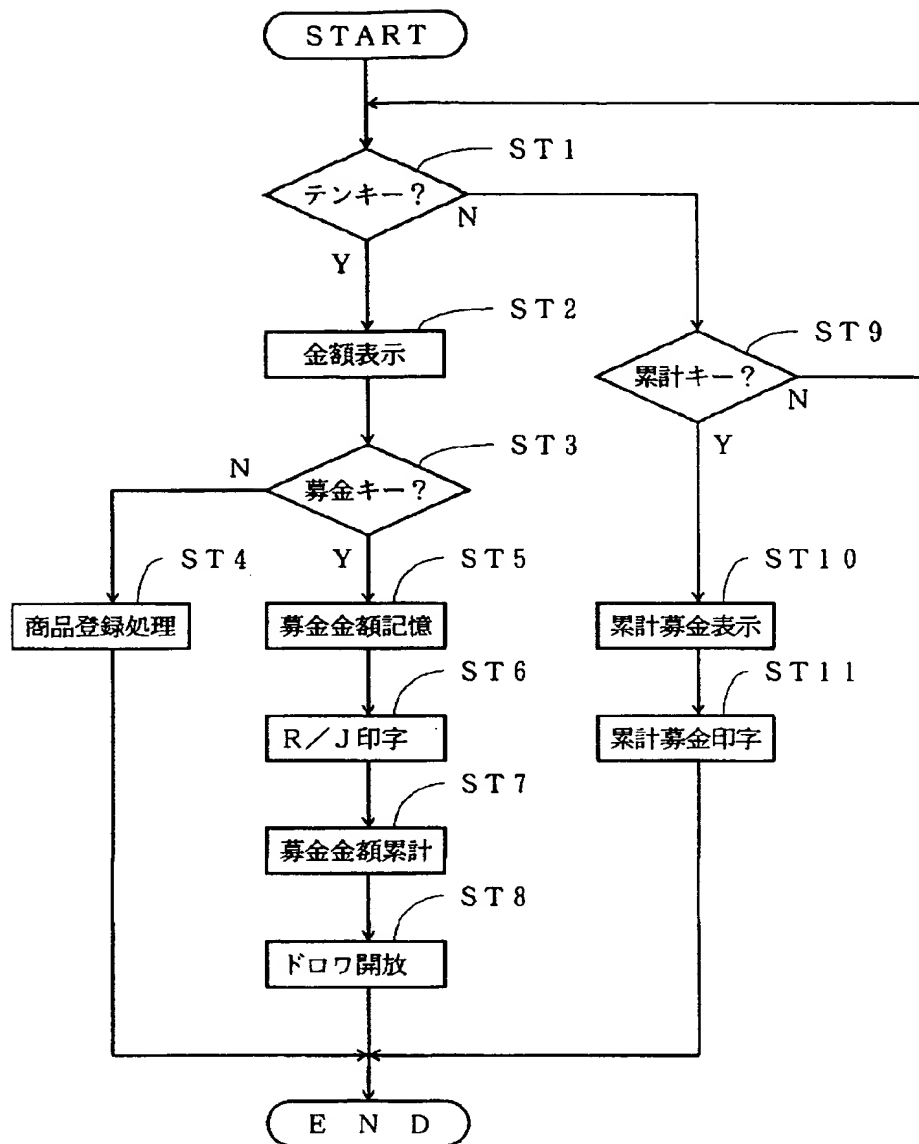 START
ST1
テンキー?
N
Y
ST2
金額表示
ST9
累計キー?
N
Y
ST3
募金キー?
N
Y
ST4
商品登録処理
ST5
募金金額記憶
ST10
累計募金表示
ST6
R/J印字
ST11
累計募金印字
ST7
募金金額累計
ST8
ドロワ開放
END